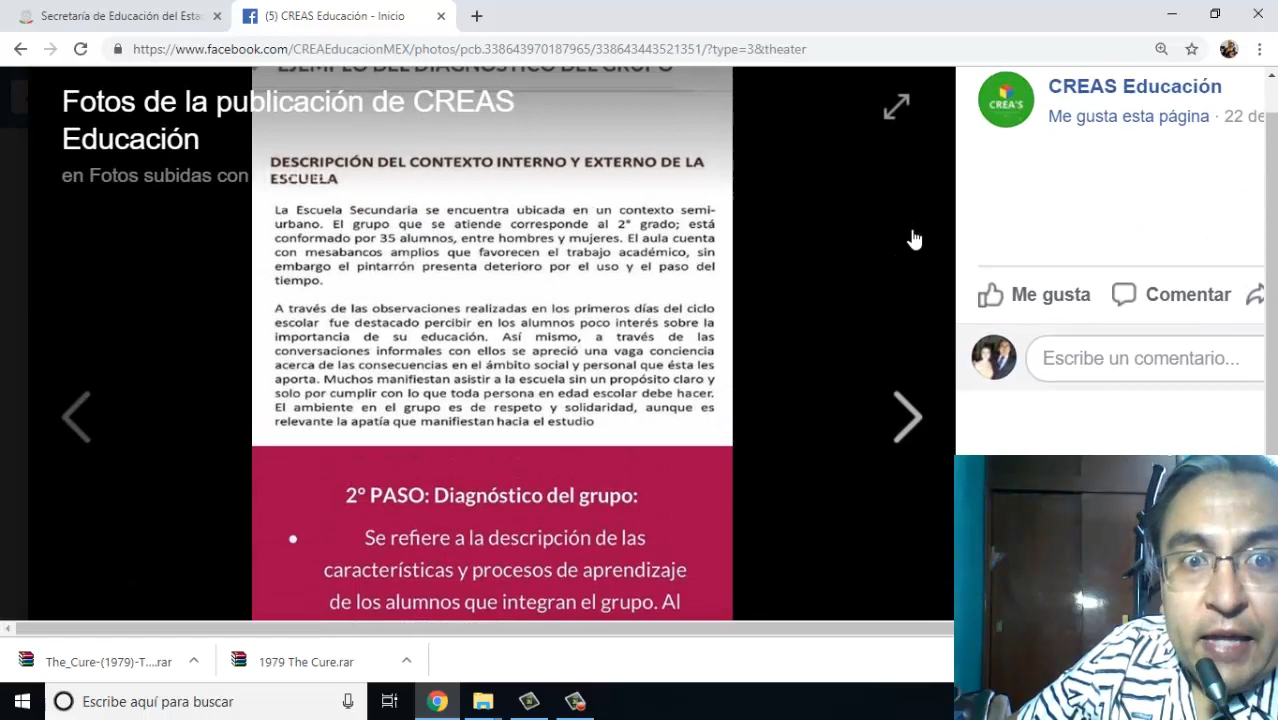 Secretaría de Educación del Esta
(5) CREAS Educación - Inicio
https://www.facebook.com/CREAEducacionMEX/photos/pcb.338643970187965/338643443521351/?type=3&theater
EJEMPLO DEL DIAGNÓSTICO DEL GRUPO
Fotos de la publicación de CREAS
Educación
en Fotos subidas con
DESCRIPCIÓN DEL CONTEXTO INTERNO Y EXTERNO DE LA
ESCUELA
La Escuela Secundaria se encuentra ubicada en un contexto semi-
urbano. El grupo que se atiende corresponde al 2° grado; está
conformado por 35 alumnos, entre hombres y mujeres. El aula cuenta
con mesabancos amplios que favorecen el trabajo académico, sin
embargo el pintarrón presenta deterioro por el uso y el paso del
tiempo.
A través de las observaciones realizadas en los primeros días del ciclo
escolar fue destacado percibir en los alumnos poco interés sobre la
importancia de su educación. Así mismo, a través de las
conversaciones informales con ellos se apreció una vaga conciencia
acerca de las consecuencias en el ámbito social y personal que ésta les
aporta. Muchos manifiestan asistir a la escuela sin un propósito claro y
solo por cumplir con lo que toda persona en edad escolar debe hacer.
El ambiente en el grupo es de respeto y solidaridad, aunque es
relevante la apatía que manifiestan hacia el estudio
2° PASO: Diagnóstico del grupo:
• Se refiere a la descripción de las
características y procesos de aprendizaje
de los alumnos que integran el grupo. Al
CREA'S
CREAS Educación
Me gusta esta página · 22 de
Me gusta
Comentar
Escribe un comentario...
The_Cure-(1979)-T....rar
1979 The Cure.rar
Escribe aquí para buscar